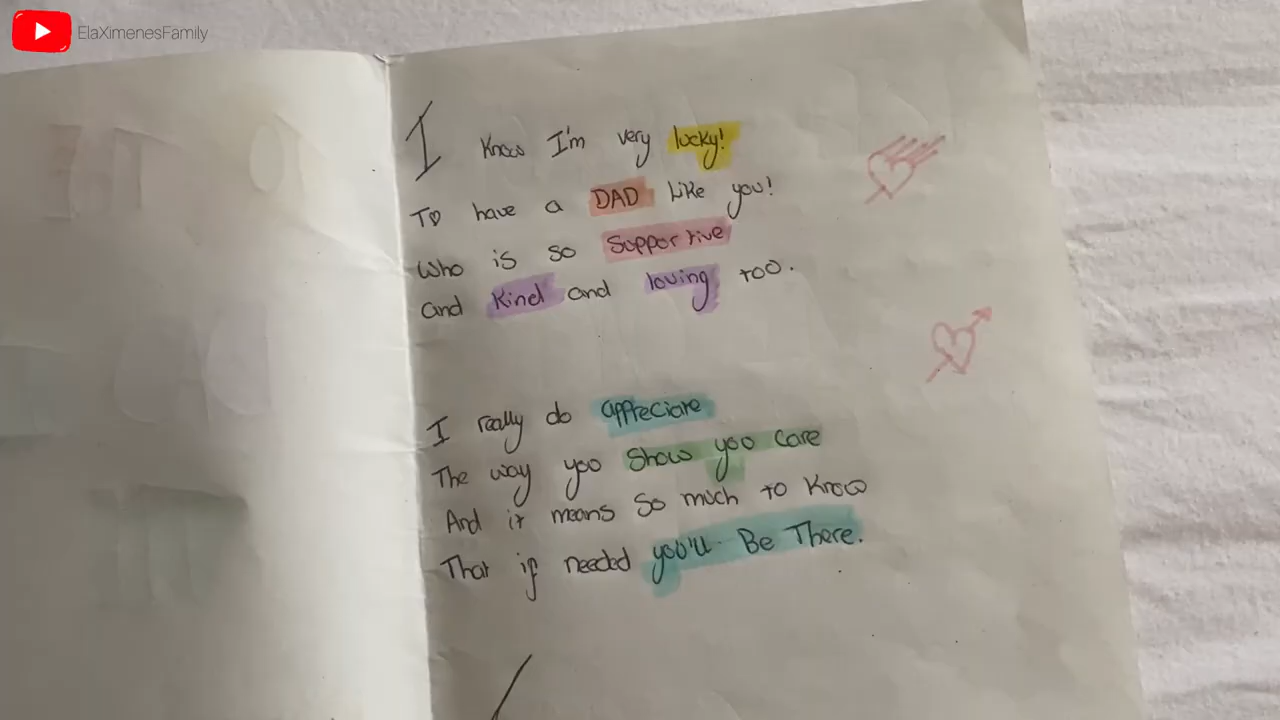 ElaXimenesFamily
I Know I'm very lucky!
To have a DAD Like you!
Who is so Supportive
and Kind and loving too.
I really do appreciate
The way you Show you care
And it means So much to Know
That if needed you'll Be There.